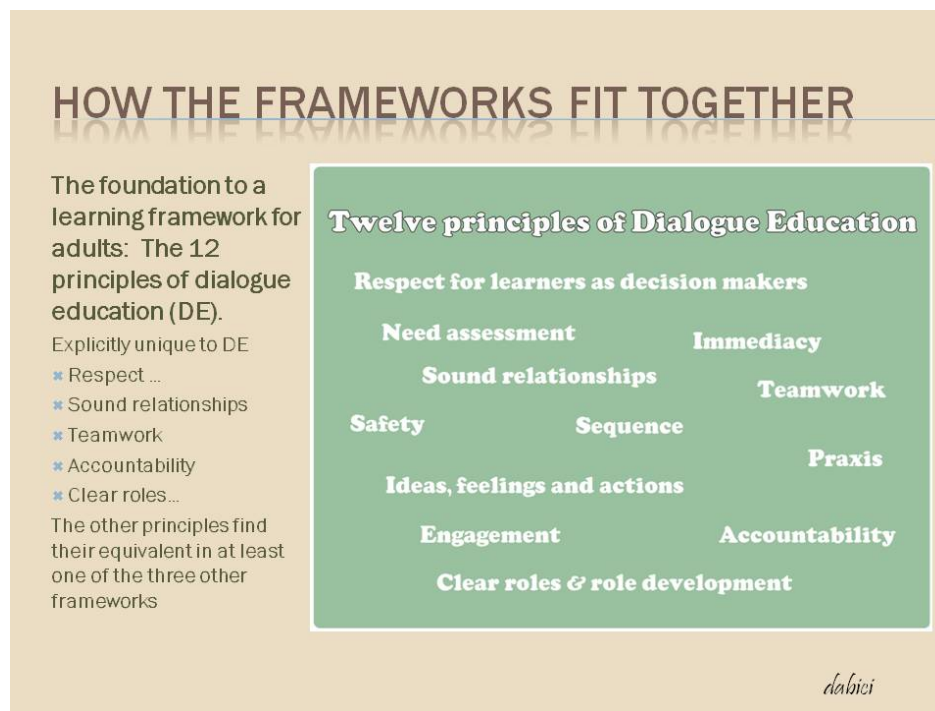 HOW THE FRAMEWORKS FIT TOGETHER
The foundation to a
learning framework for
adults: The 12
principles of dialogue
education (DE).
Explicitly unique to DE
Respect ...
Sound relationships
Teamwork
Accountability
Clear roles...
The other principles find
their equivalent in at least
one of the three other
frameworks
Twelve principles of Dialogue Education
Respect for learners as decision makers
Need assessment
Immediacy
Sound relationships
Teamwork
Safety
Sequence
Praxis
Ideas, feelings and actions
Engagement
Accountability
Clear roles & role development
dabici